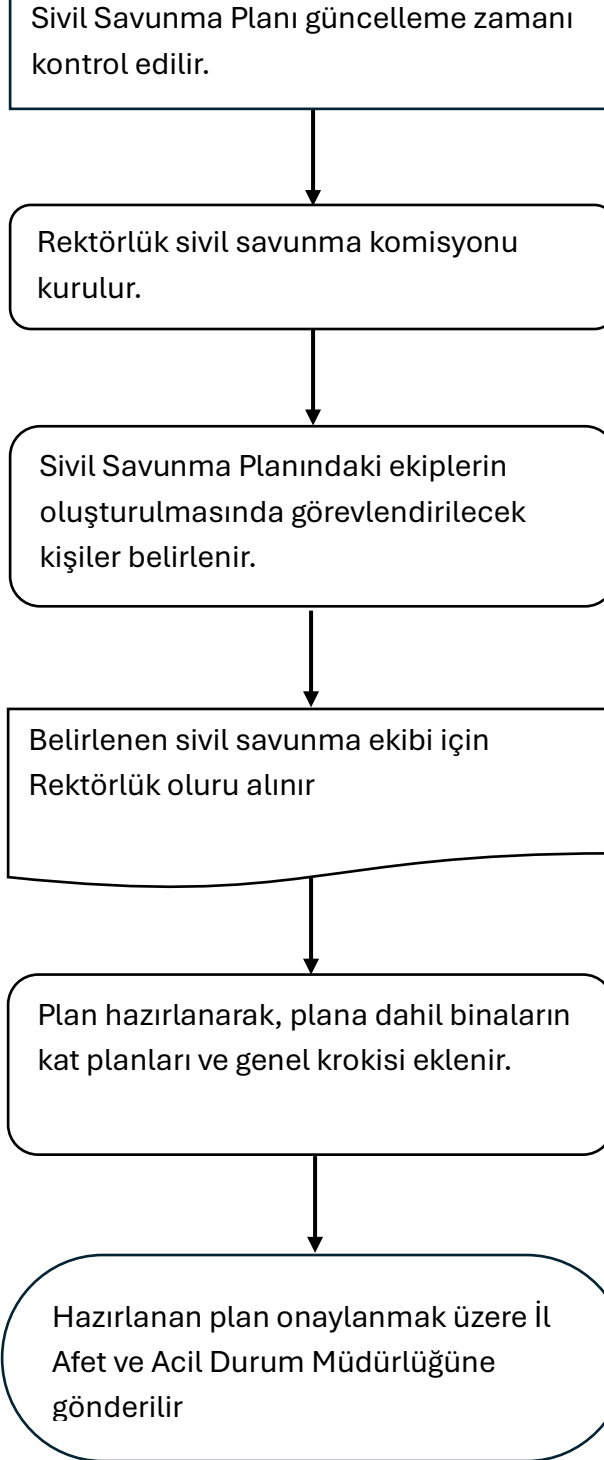 Sivil Savunma Planı güncelleme zamanı
kontrol edilir.
Rektörlük sivil savunma komisyonu
kurulur.
Sivil Savunma Planındaki ekiplerin
oluşturulmasında görevlendirilecek
kişiler belirlenir.
Belirlenen sivil savunma ekibi için
Rektörlük oluru alınır
Plan hazırlanarak, plana dahil binaların
kat planları ve genel krokisi eklenir.
Hazırlanan plan onaylanmak üzere İl
Afet ve Acil Durum Müdürlüğüne
gönderilir